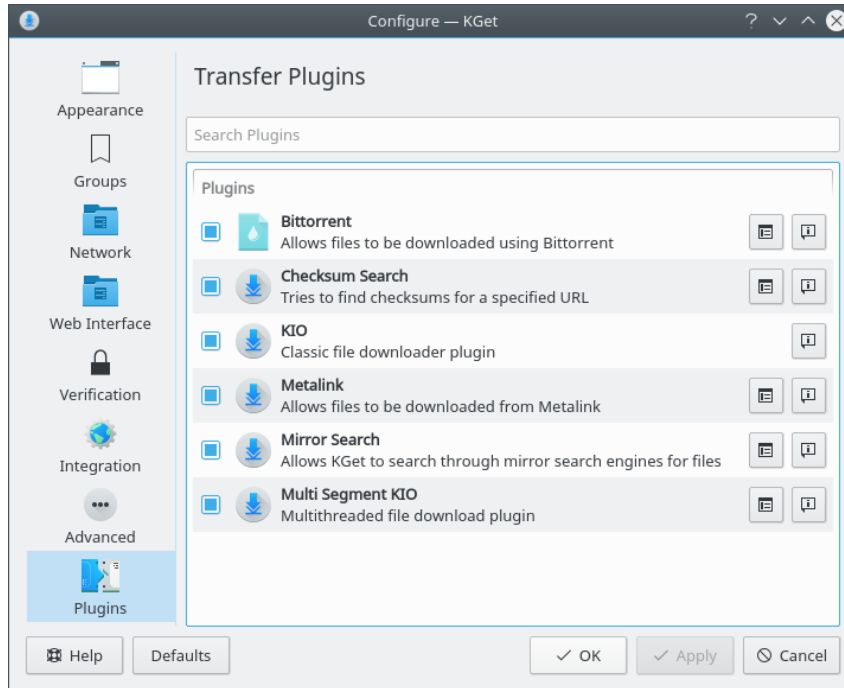 Configure — KGet
Appearance
Groups
Network
Web Interface
Verification
Integration
Advanced
Plugins
Transfer Plugins
Search Plugins
Plugins
Bittorrent
Allows files to be downloaded using Bittorrent
Checksum Search
Tries to find checksums for a specified URL
KIO
Classic file downloader plugin
Metalink
Allows files to be downloaded from Metalink
Mirror Search
Allows KGet to search through mirror search engines for files
Multi Segment KIO
Multithreaded file download plugin
Help
Defaults
OK
Apply
Cancel